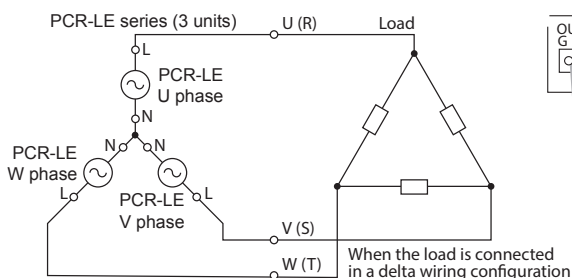 PCR-LE series (3 units)
U (R)
Load
L
PCR-LE
U phase
N
N
N
PCR-LE
W phase
L
PCR-LE
V phase
L
V (S)
W (T)
When the load is connected
in a delta wiring configuration
OU
G